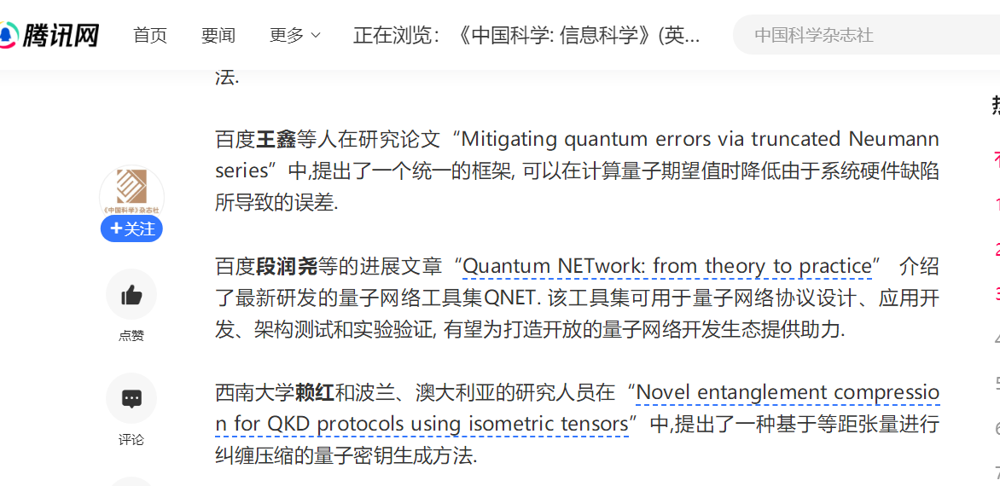 腾讯网 首页 要闻 更多 正在浏览: 《中国科学: 信息科学》(英... 中国科学杂志社
法.
百度王鑫等人在研究论文“Mitigating quantum errors via truncated Neumann
series”中,提出了一个统一的框架, 可以在计算量子期望值时降低由于系统硬件缺陷
所导致的误差.
《中国科学》杂志社
+关注
百度段润尧等的进展文章“Quantum NETwork: from theory to practice” 介绍
了最新研发的量子网络工具集QNET. 该工具集可用于量子网络协议设计、应用开
发、架构测试和实验验证, 有望为打造开放的量子网络开发生态提供助力.
点赞
西南大学赖红和波兰、澳大利亚的研究人员在“Novel entanglement compressio
n for QKD protocols using isometric tensors”中,提出了一种基于等距张量进行
纠缠压缩的量子密钥生成方法.
评论